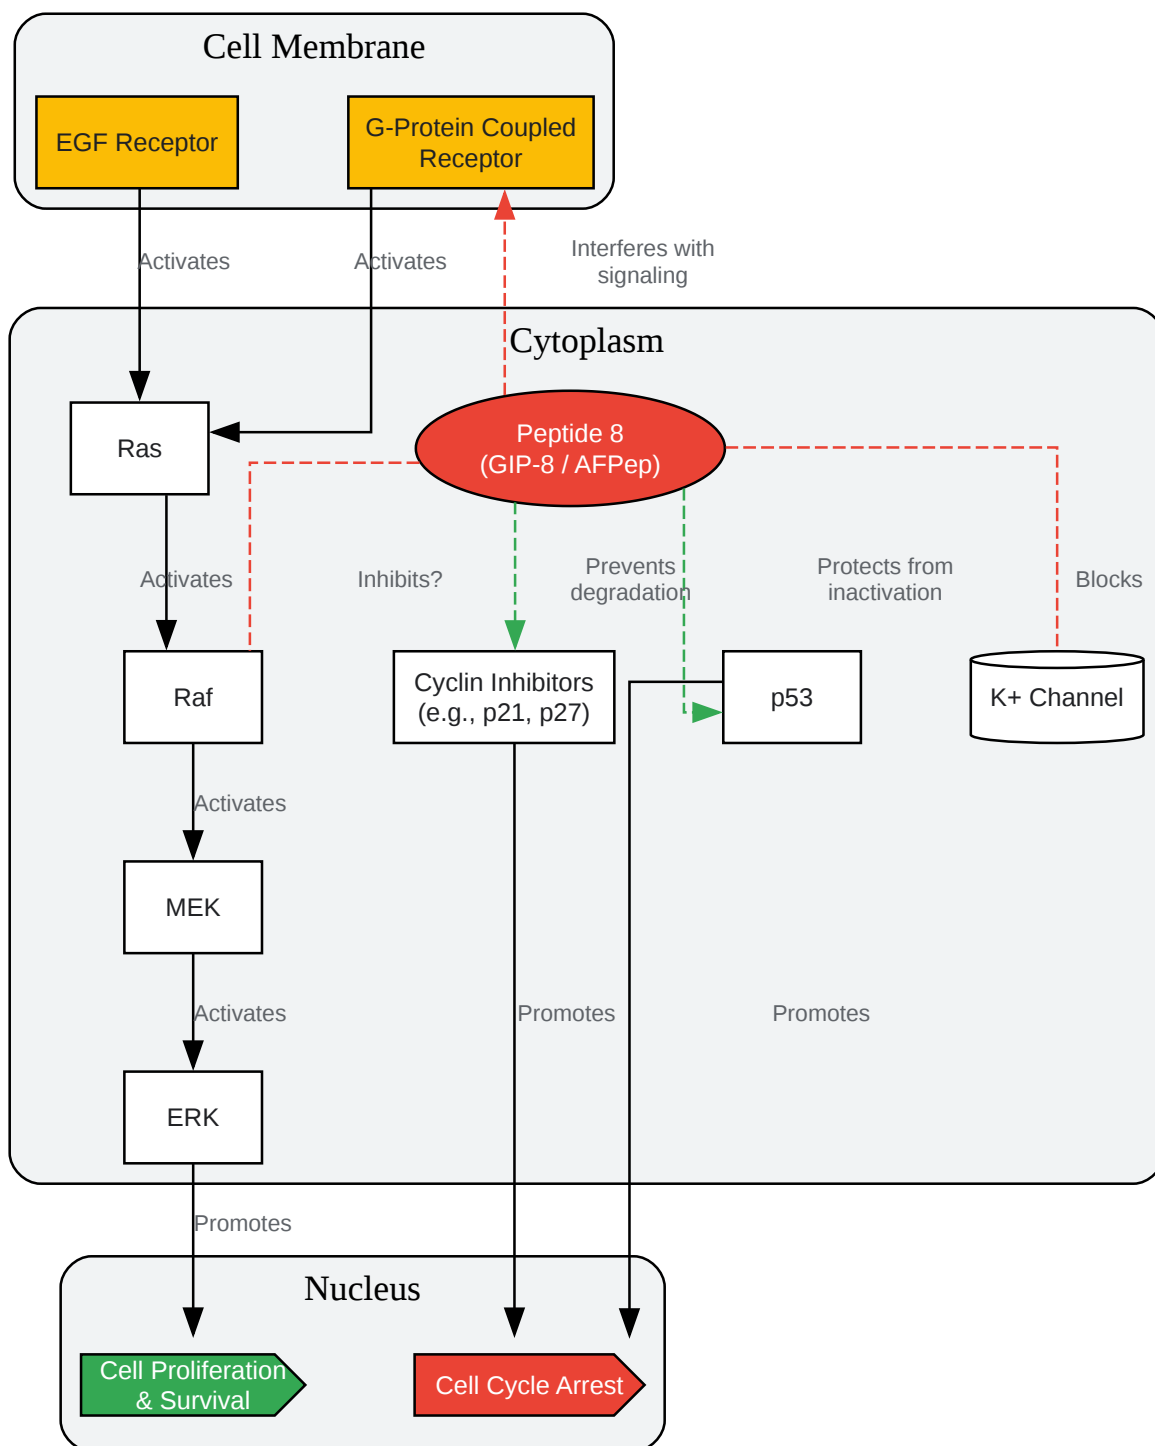 Cell Membrane
EGF Receptor
G-Protein Coupled
Receptor
Activates
Activates
Interferes with
signaling
Cytoplasm
Ras
Peptide 8
(GIP-8 / AFPep)
Activates
Inhibits?
Prevents
degradation
Protects from
inactivation
Blocks
Raf
Cyclin Inhibitors
(e.g., p21, p27)
p53
K+ Channel
Activates
MEK
Activates
Promotes
Promotes
ERK
Promotes
Nucleus
Cell Proliferation
& Survival
Cell Cycle Arrest